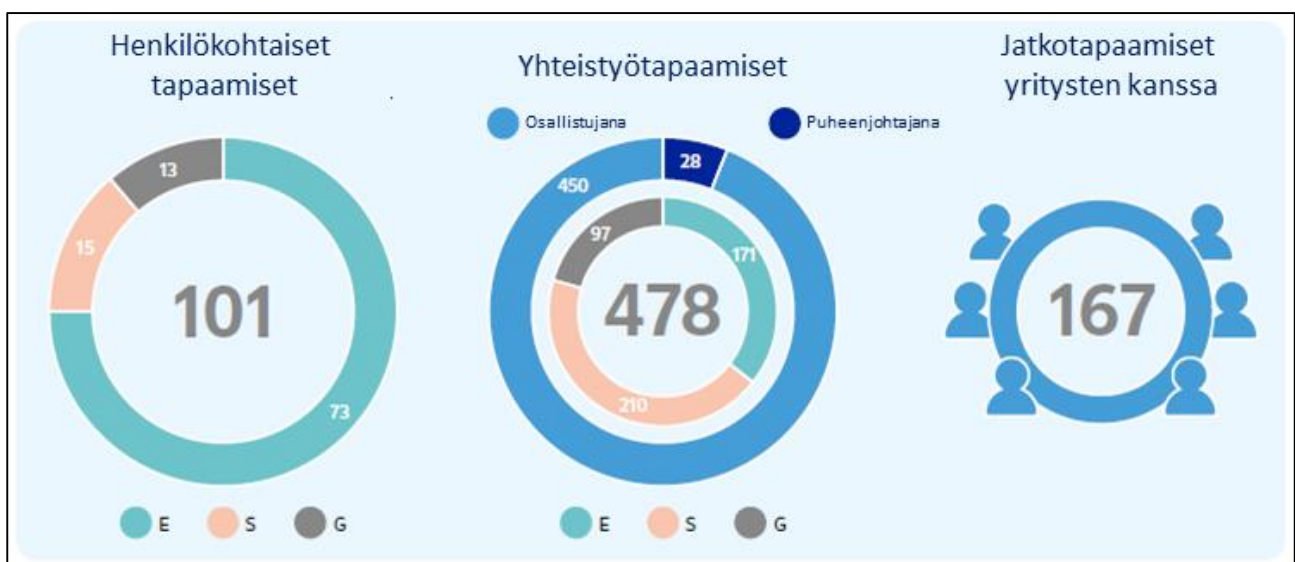 Henkilökohtaiset
tapaamiset
.
13
15
101
73
E
S
G
Yhteistyötapaamiset
Osallistujana
Puheenjohtajana
28
450
97
171
478
210
E
S
G
Jatkotapaamiset
yritysten kanssa
167